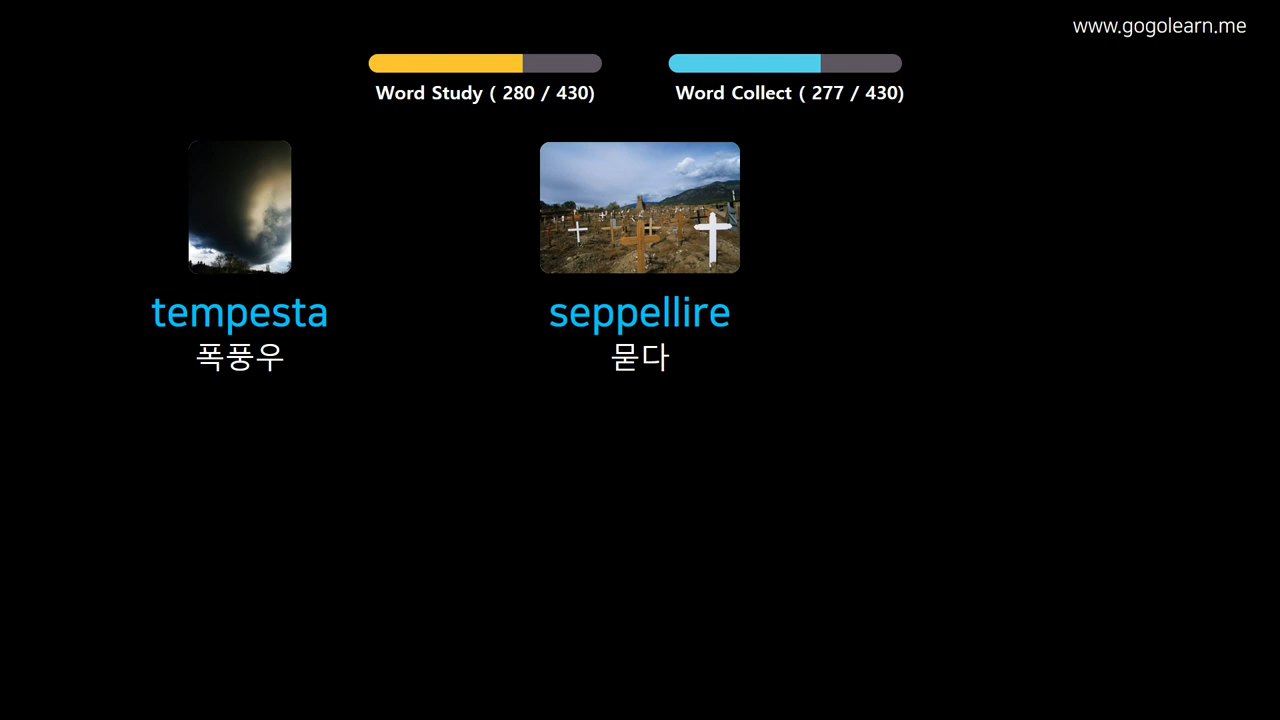 www.gogolearn.me
Word Study ( 280 / 430)
Word Collect ( 277 / 430)
tempesta
폭풍우
seppellire
묻다